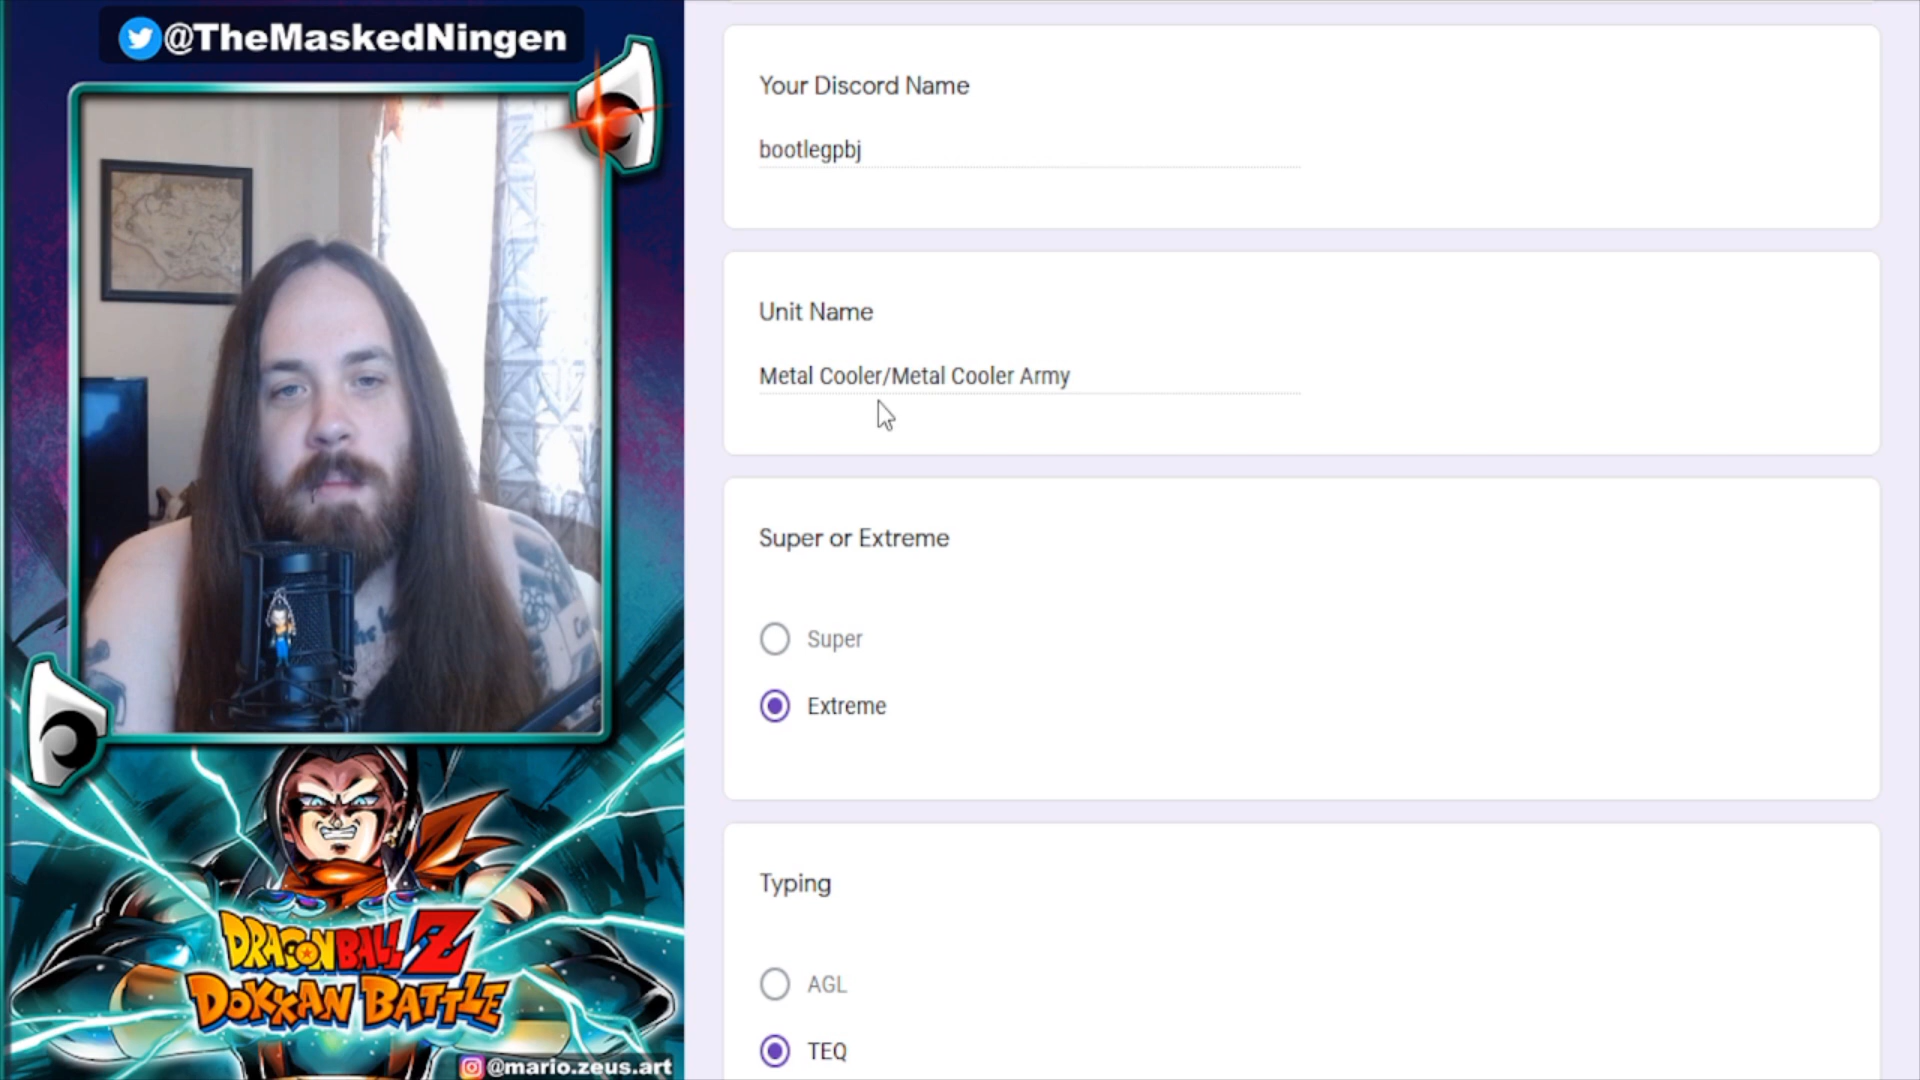 @TheMaskedNingen
DRAGON BALL Z
DOKKAN BATTLE
@mario.zeus.art
Your Discord Name
bootlegpbj
Unit Name
Metal Cooler/Metal Cooler Army
Super or Extreme
Super
Extreme
Typing
AGL
TEQ